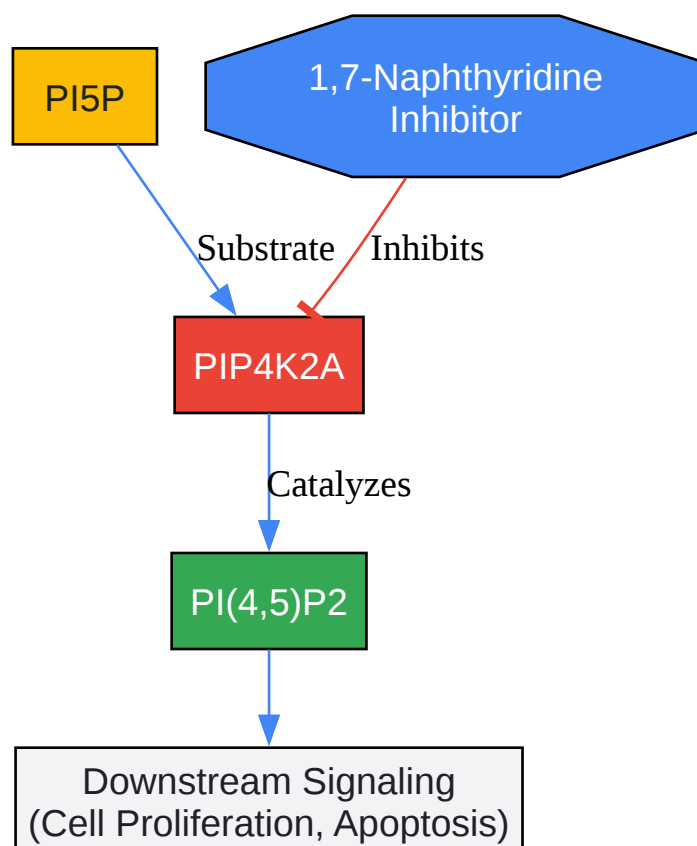 PI5P
1,7-Naphthyridine
Inhibitor
Substrate
Inhibits
PIP4K2A
Catalyzes
PI(4,5)P2
Downstream Signaling
(Cell Proliferation, Apoptosis)